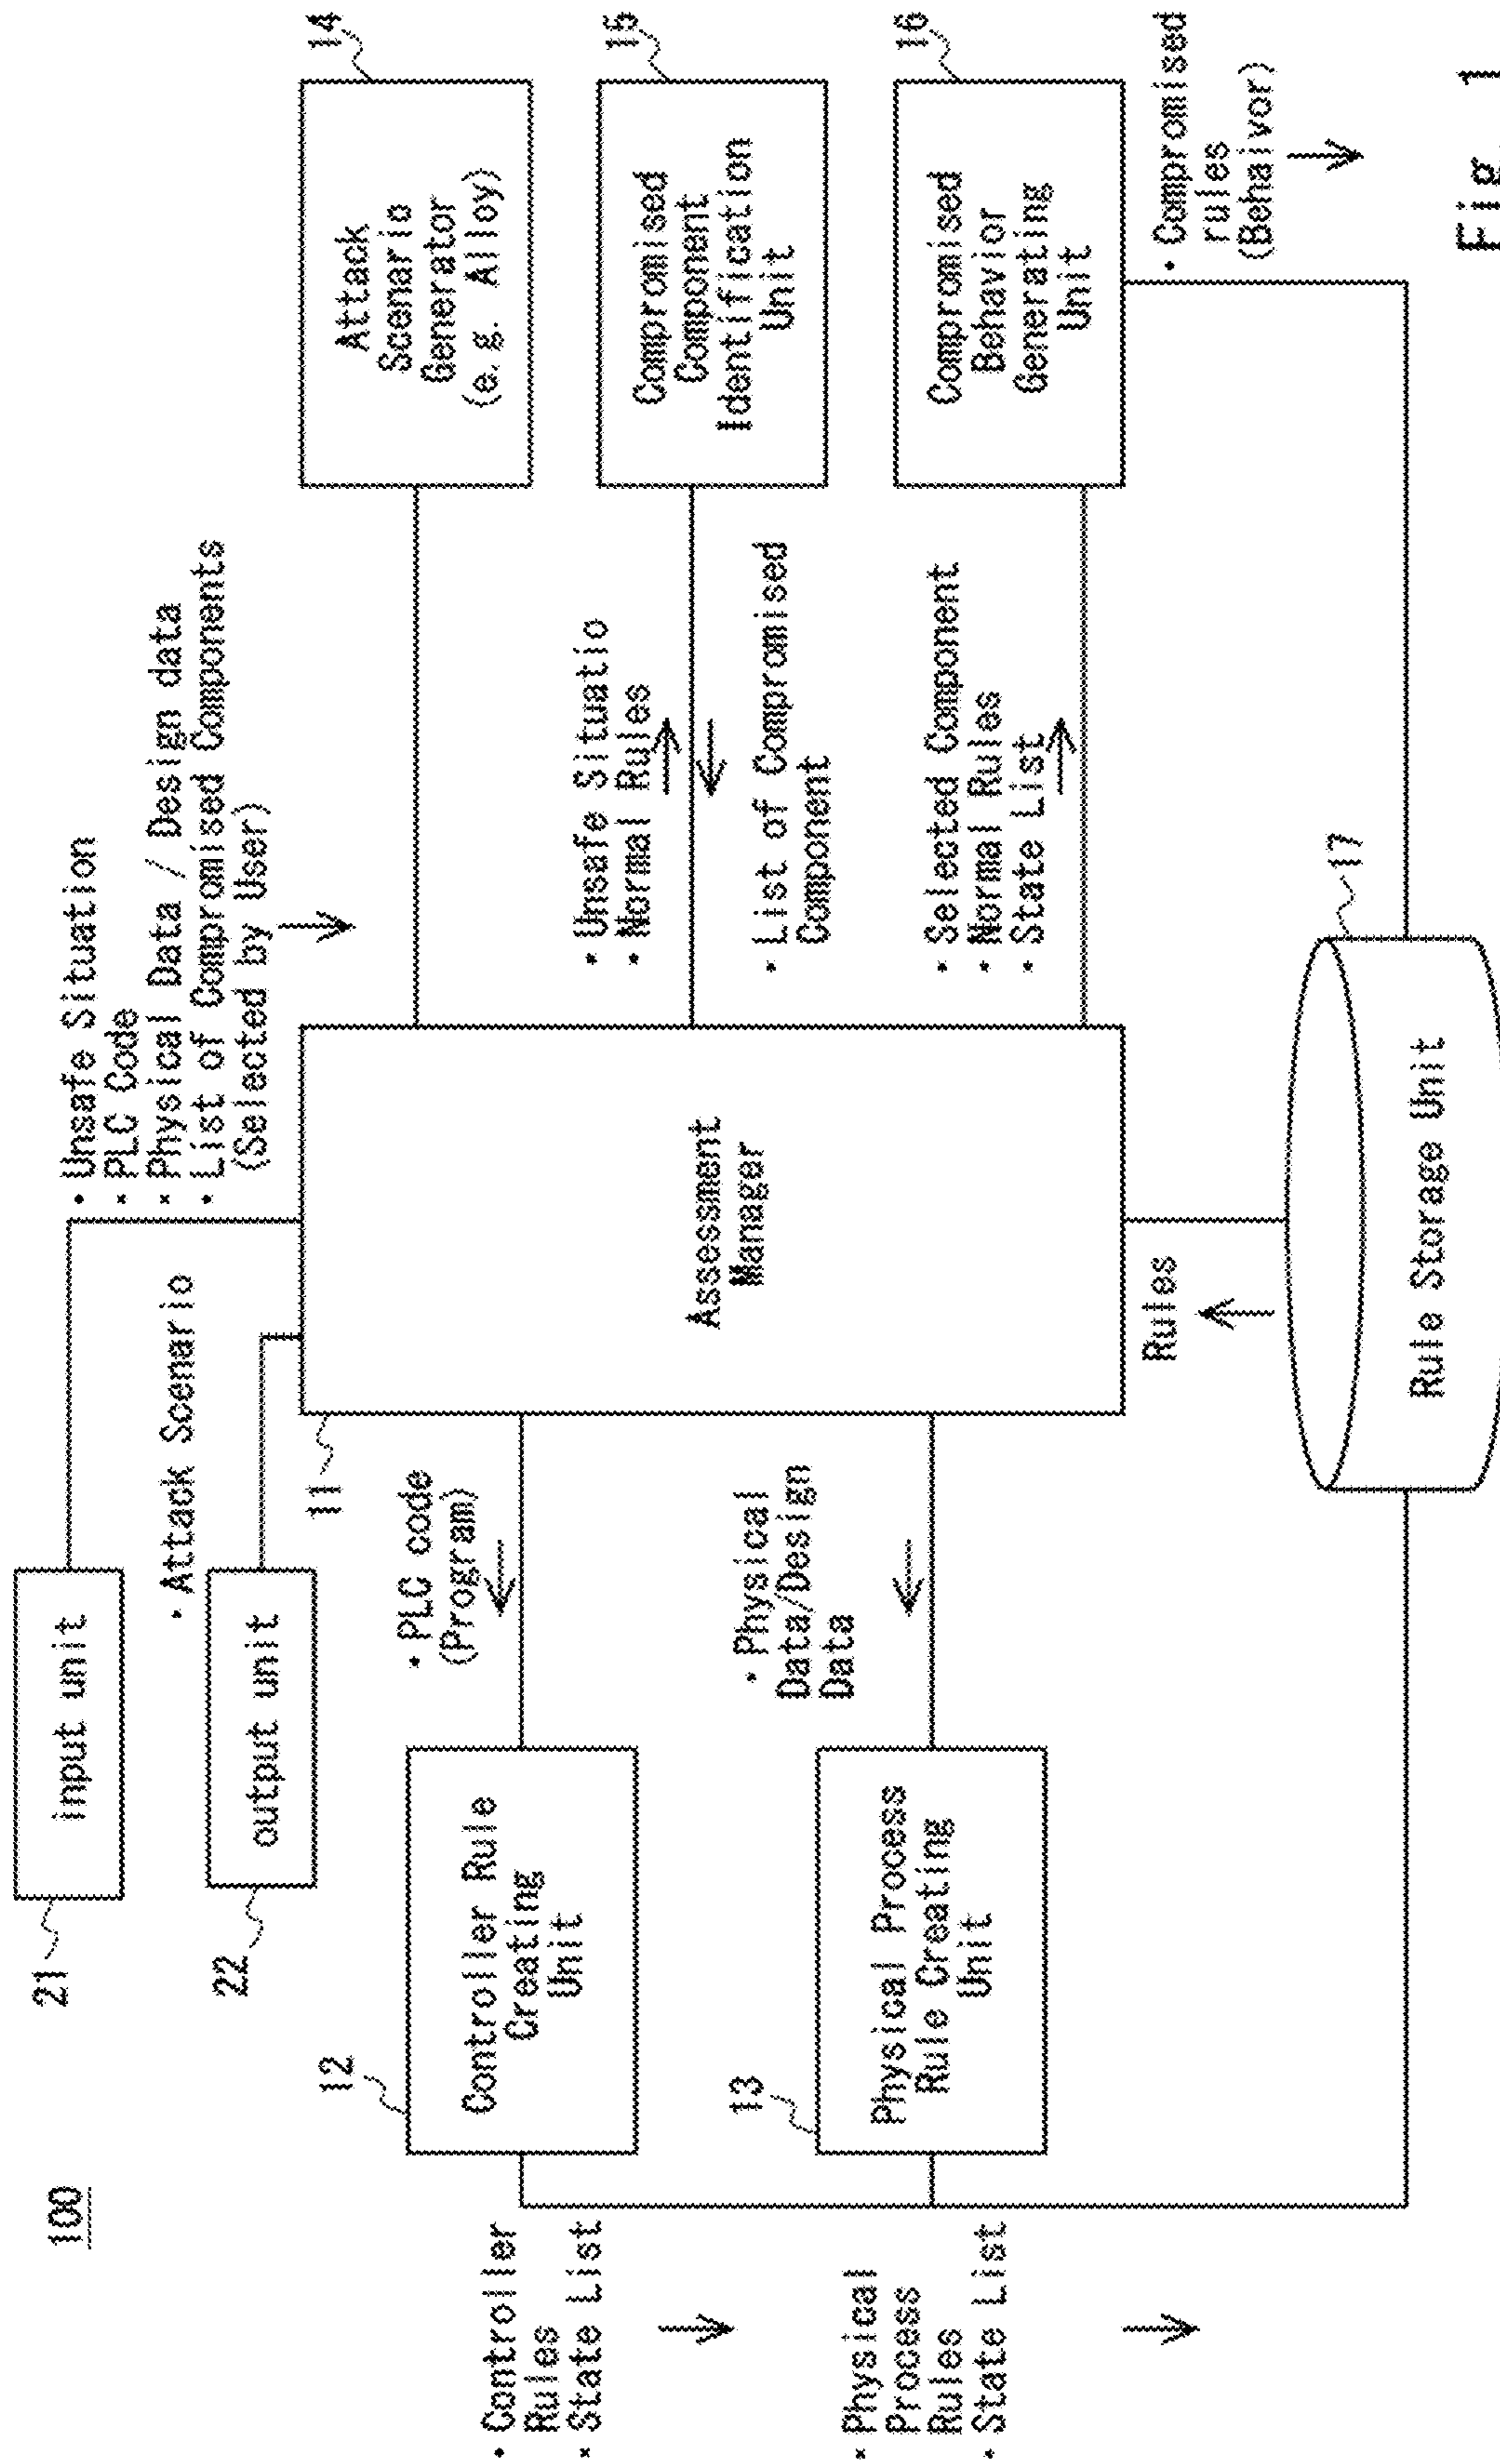 100
21
input unit
• Unsafe Situation
• PLC Code
• Physical Data / Design data
• List of Compromised Components
(Selected by User)
22
output unit
• Attack Scenario
11
Assessment
Manager
12
Controller Rule
Creating
Unit
• PLC code
(Program)
• Controller
Rules
• State List
13
Physical Process
Rule Creating
Unit
• Physical
Data/Design
Data
• Physical
Process
Rules
• State List
14
Attack
Scenario
Generator
(e.g. Alloy)
15
Compromised
Component
Identification
Unit
• Unsafe Situatio
• Normal Rules
• List of Compromised
Component
16
Compromised
Behavior
Generating
Unit
• Selected Component
• Normal Rules
• State List
• Compromised
rules
(Behaivor)
Rules
17
Rule Storage Unit
Fig. 1